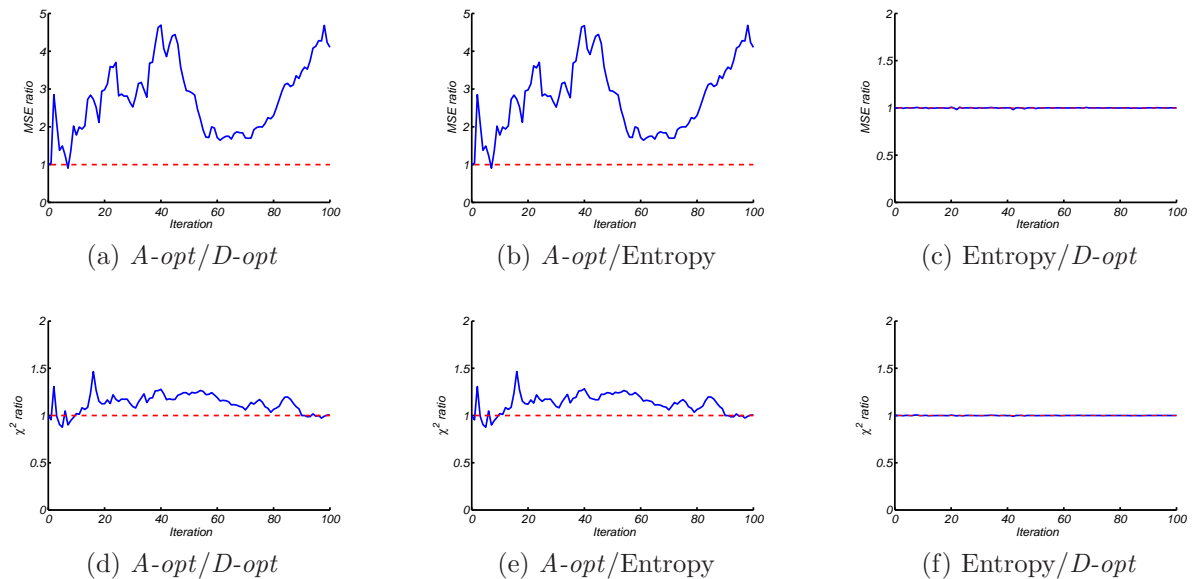 5
4
3
2
1
0
MSE ratio
0 20 40 60 80 100
Iteration
(a) A-opt/D-opt
5
4
3
2
1
0
MSE ratio
0 20 40 60 80 100
Iteration
(b) A-opt/Entropy
2
1.5
1
0.5
0
MSE ratio
0 20 40 60 80 100
Iteration
(c) Entropy/D-opt
2
1.5
1
0.5
0
χ² ratio
0 20 40 60 80 100
Iteration
(d) A-opt/D-opt
2
1.5
1
0.5
0
χ² ratio
0 20 40 60 80 100
Iteration
(e) A-opt/Entropy
2
1.5
1
0.5
0
χ² ratio
0 20 40 60 80 100
Iteration
(f) Entropy/D-opt